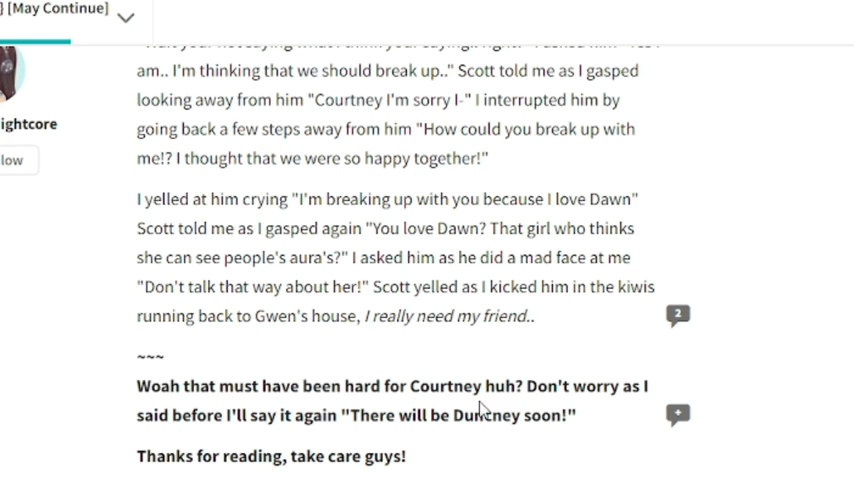 } [May Continue]
am.. I'm thinking that we should break up.." Scott told me as I gasped
looking away from him "Courtney I'm sorry I-" I interrupted him by
going back a few steps away from him "How could you break up with
me!? I thought that we were so happy together!"
ightcore
low
I yelled at him crying "I'm breaking up with you because I love Dawn"
Scott told me as I gasped again "You love Dawn? That girl who thinks
she can see people's aura's?" I asked him as he did a mad face at me
"Don't talk that way about her!" Scott yelled as I kicked him in the kiwis
running back to Gwen's house, I really need my friend..
2
~~~
Woah that must have been hard for Courtney huh? Don't worry as I
said before I'll say it again "There will be Duncney soon!"
+
Thanks for reading, take care guys!